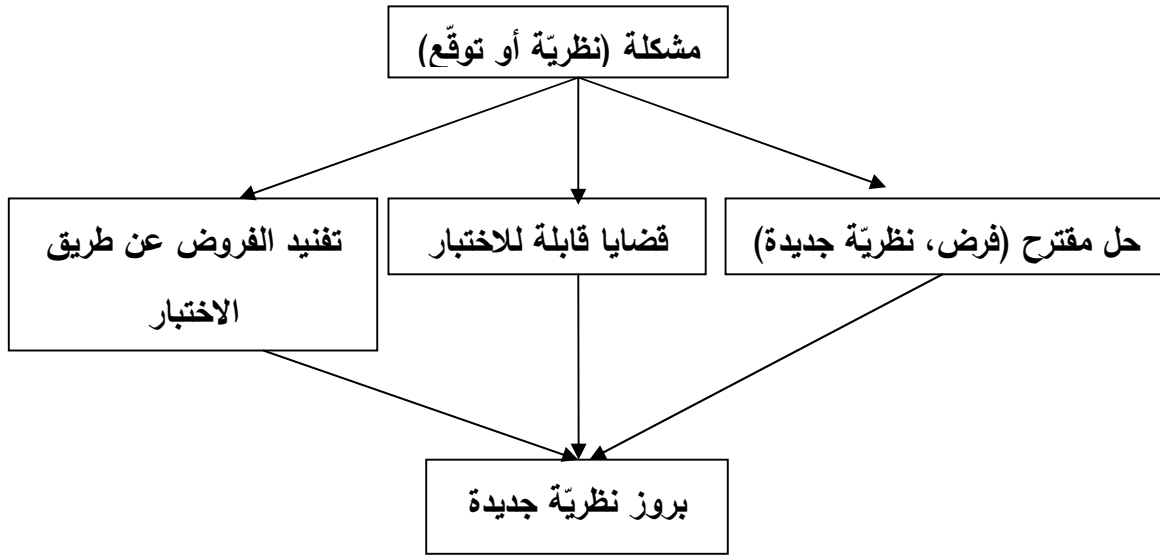 مشكلة (نظريّة أو توقّع)
حل مقترح (فرض، نظريّة جديدة)
قضايا قابلة للاختبار
تفنيد الفروض عن طريق
الاختبار
بروز نظريّة جديدة